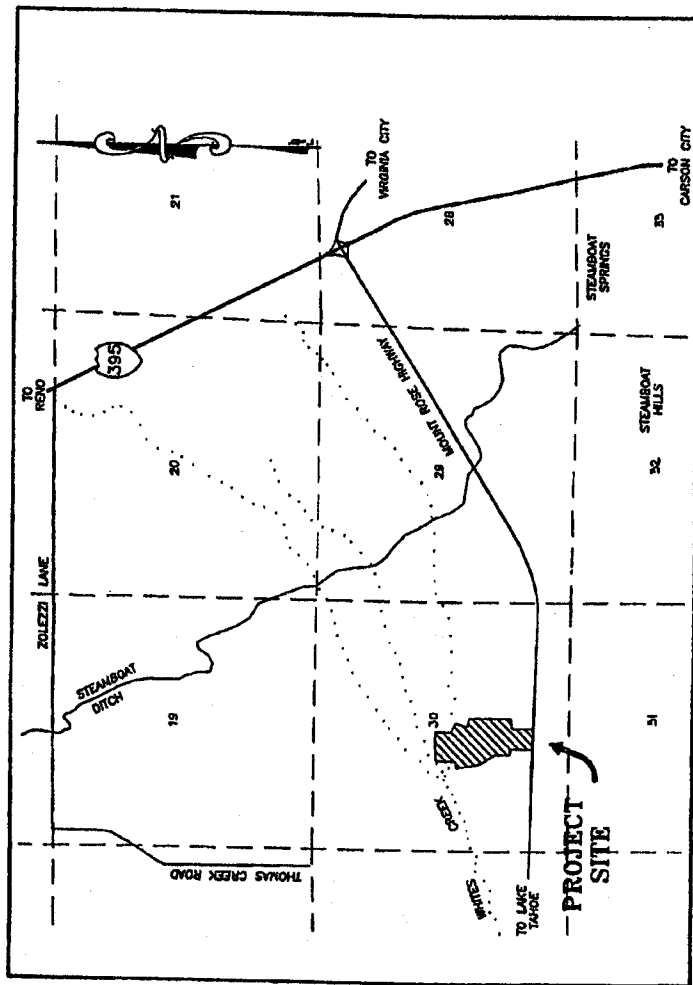 TO
RENO
ZOLEZZI LANE
STEAMBOAT
DITCH
395
19
20
21
THOMAS CREEK ROAD
TO
VIRGINIA CITY
MOUNT ROSE HIGHWAY
30
29
28
CREEK
WHITES
TO LAKE
TAHOE
PROJECT
SITE
STEAMBOAT
SPRINGS
STEAMBOAT
HILLS
31
32
33
TO
CARSON CITY